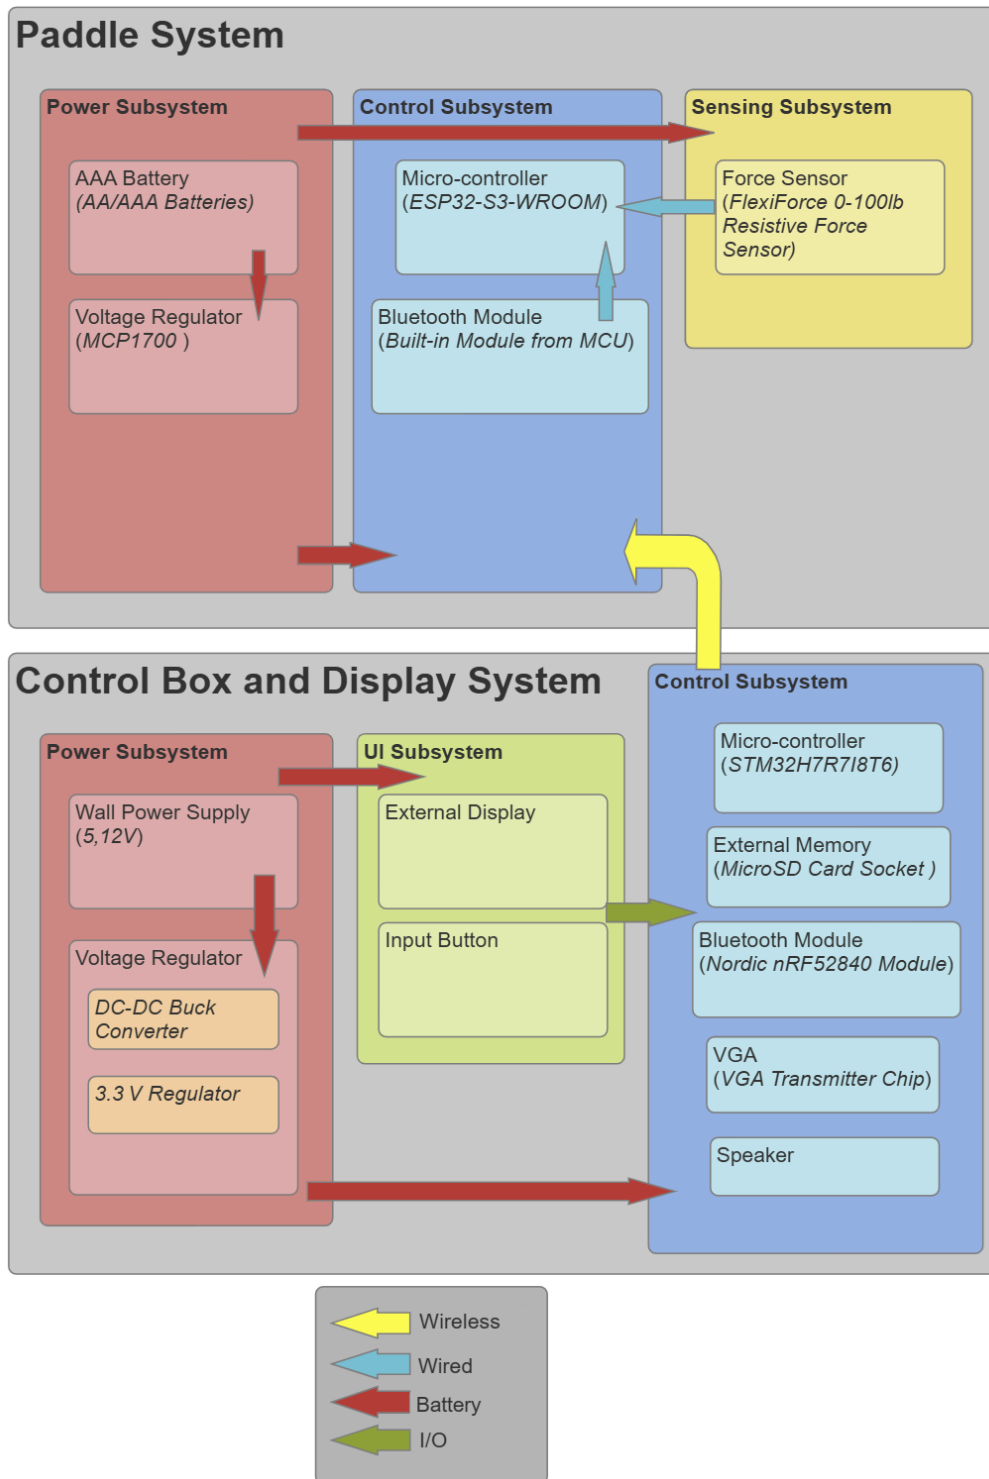 Paddle System
Power Subsystem
AAA Battery
(AA/AAA Batteries)
Voltage Regulator
(MCP1700 )
Control Subsystem
Micro-controller
(ESP32-S3-WROOM)
Bluetooth Module
(Built-in Module from MCU)
Sensing Subsystem
Force Sensor
(FlexiForce 0-100lb
Resistive Force
Sensor)
Control Box and Display System
Power Subsystem
Wall Power Supply
(5,12V)
Voltage Regulator
DC-DC Buck
Converter
3.3 V Regulator
UI Subsystem
External Display
Input Button
Control Subsystem
Micro-controller
(STM32H7R7I8T6)
External Memory
(MicroSD Card Socket )
Bluetooth Module
(Nordic nRF52840 Module)
VGA
(VGA Transmitter Chip)
Speaker
Wireless
Wired
Battery
I/O